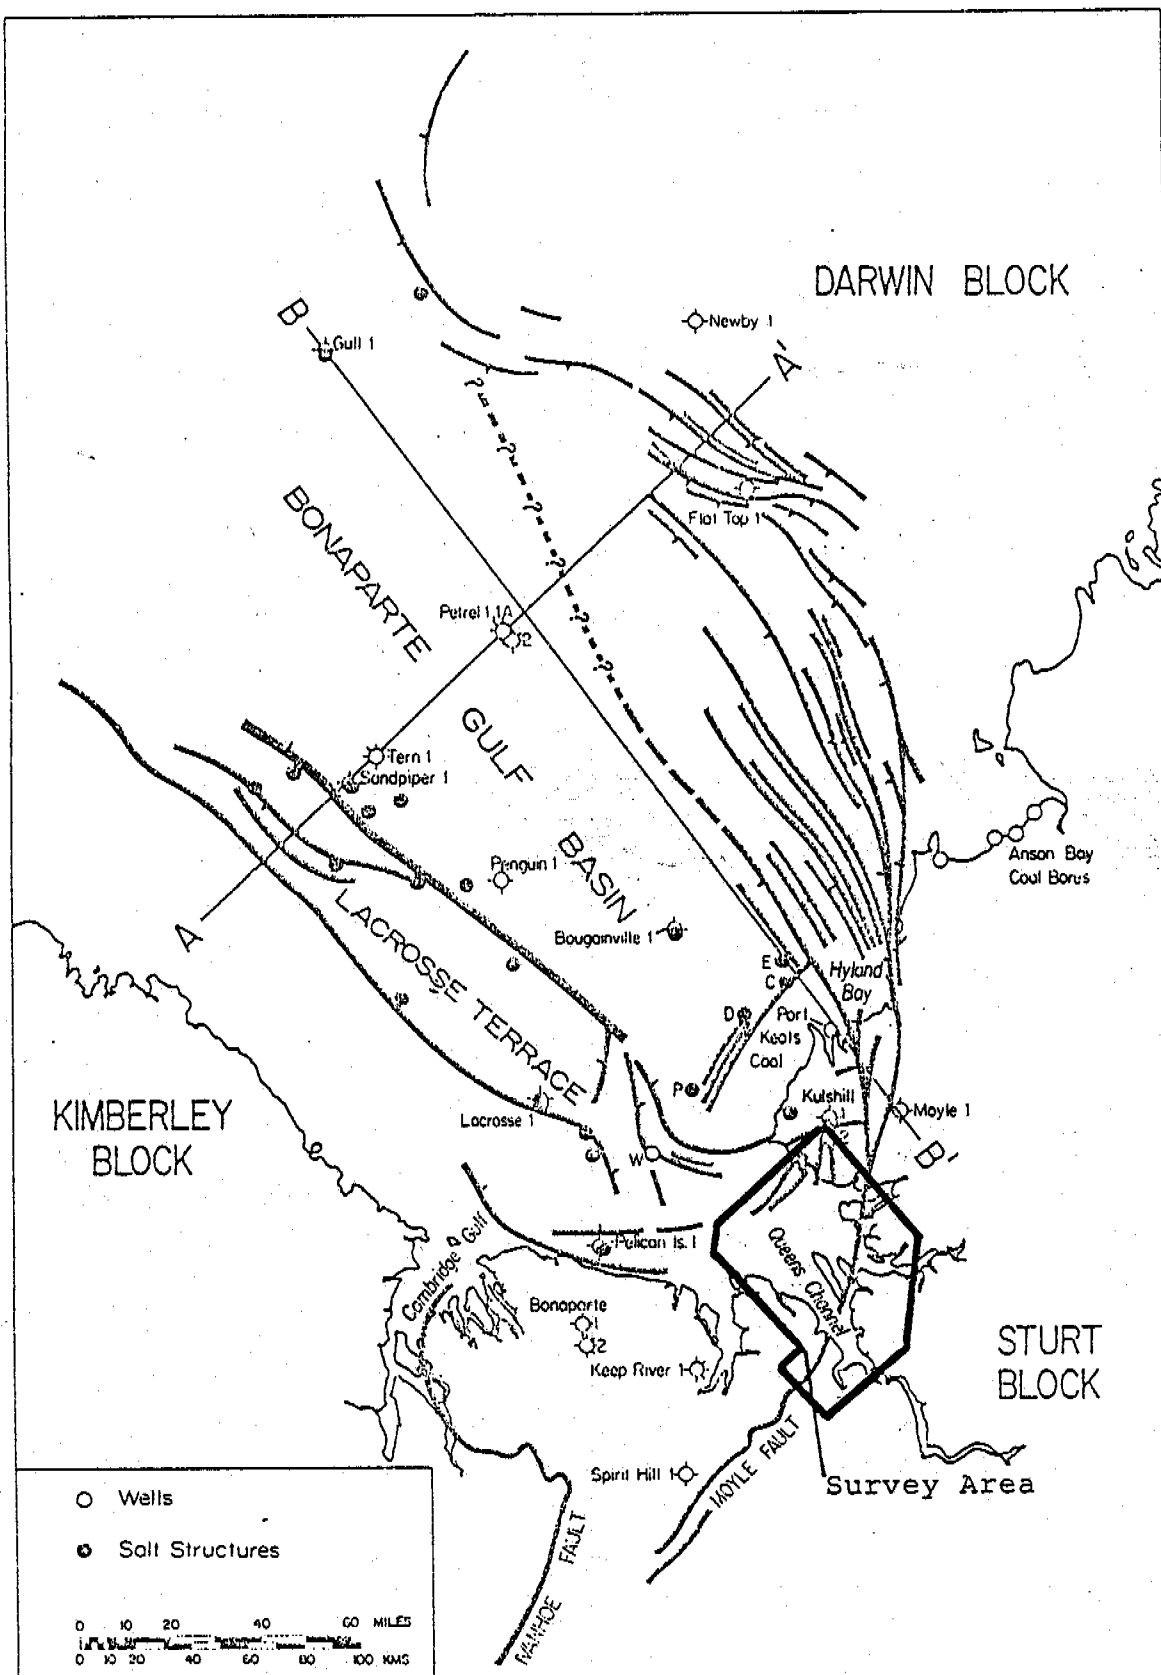 DARWIN BLOCK
B
Gull 1
Newby 1
A'
?
?
?
?
?
?
Flat Top 1
BONAPARTE
GULF
BASIN
Petrel 1,1A
2
Tern 1
Sandpiper 1
Penguin 1
A
Anson Bay
Coal Bores
LACROSSE TERRACE
Bougainville 1
E
C
D
Hyland
Bay
Port
Keats
Coal
P
Kulshill
1
2
Moyle 1
B'
KIMBERLEY
BLOCK
Lacrosse 1
W
Cambridge Gulf
Pelican Is. 1
Queens Channel
Bonaparte
1
2
Keep River 1
STURT
BLOCK
Spirit Hill 1
MOYLE FAULT
Survey Area
IVANHOE FAULT
Wells
Salt Structures
0 10 20 40 60 MILES
0 10 20 40 60 80 100 KMS